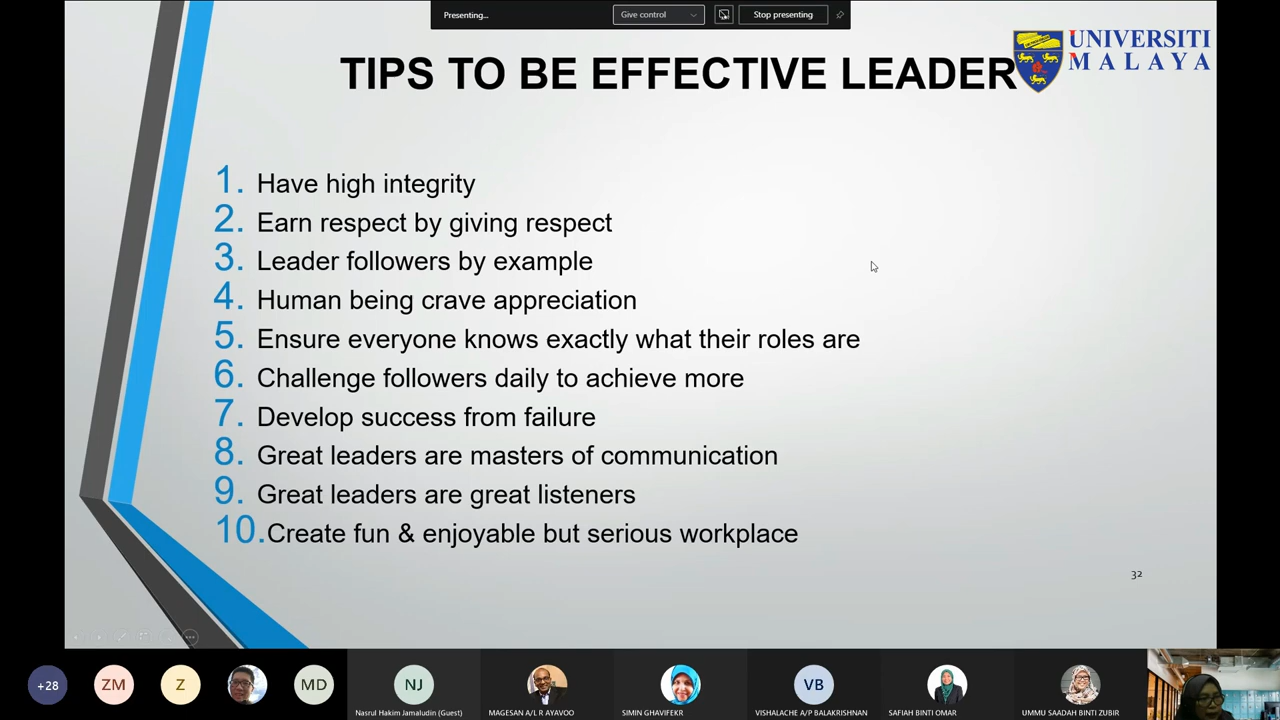 Presenting...
Give control
Stop presenting
UNIVERSITI
MALAYA
TIPS TO BE EFFECTIVE LEADER
1. Have high integrity
2. Earn respect by giving respect
3. Leader followers by example
4. Human being crave appreciation
5. Ensure everyone knows exactly what their roles are
6. Challenge followers daily to achieve more
7. Develop success from failure
8. Great leaders are masters of communication
9. Great leaders are great listeners
10. Create fun & enjoyable but serious workplace
32
+28
ZM
Z
MD
NJ
VB
Nasrul Hakim Jamaludin (Guest)
MAGESAN A/L R AYAVOO
SIMIN GHAVIFEKR
VISHALACHE A/P BALAKRISHNAN
SAFIAH BINTI OMAR
UMMU SAADAH BINTI ZUBIR